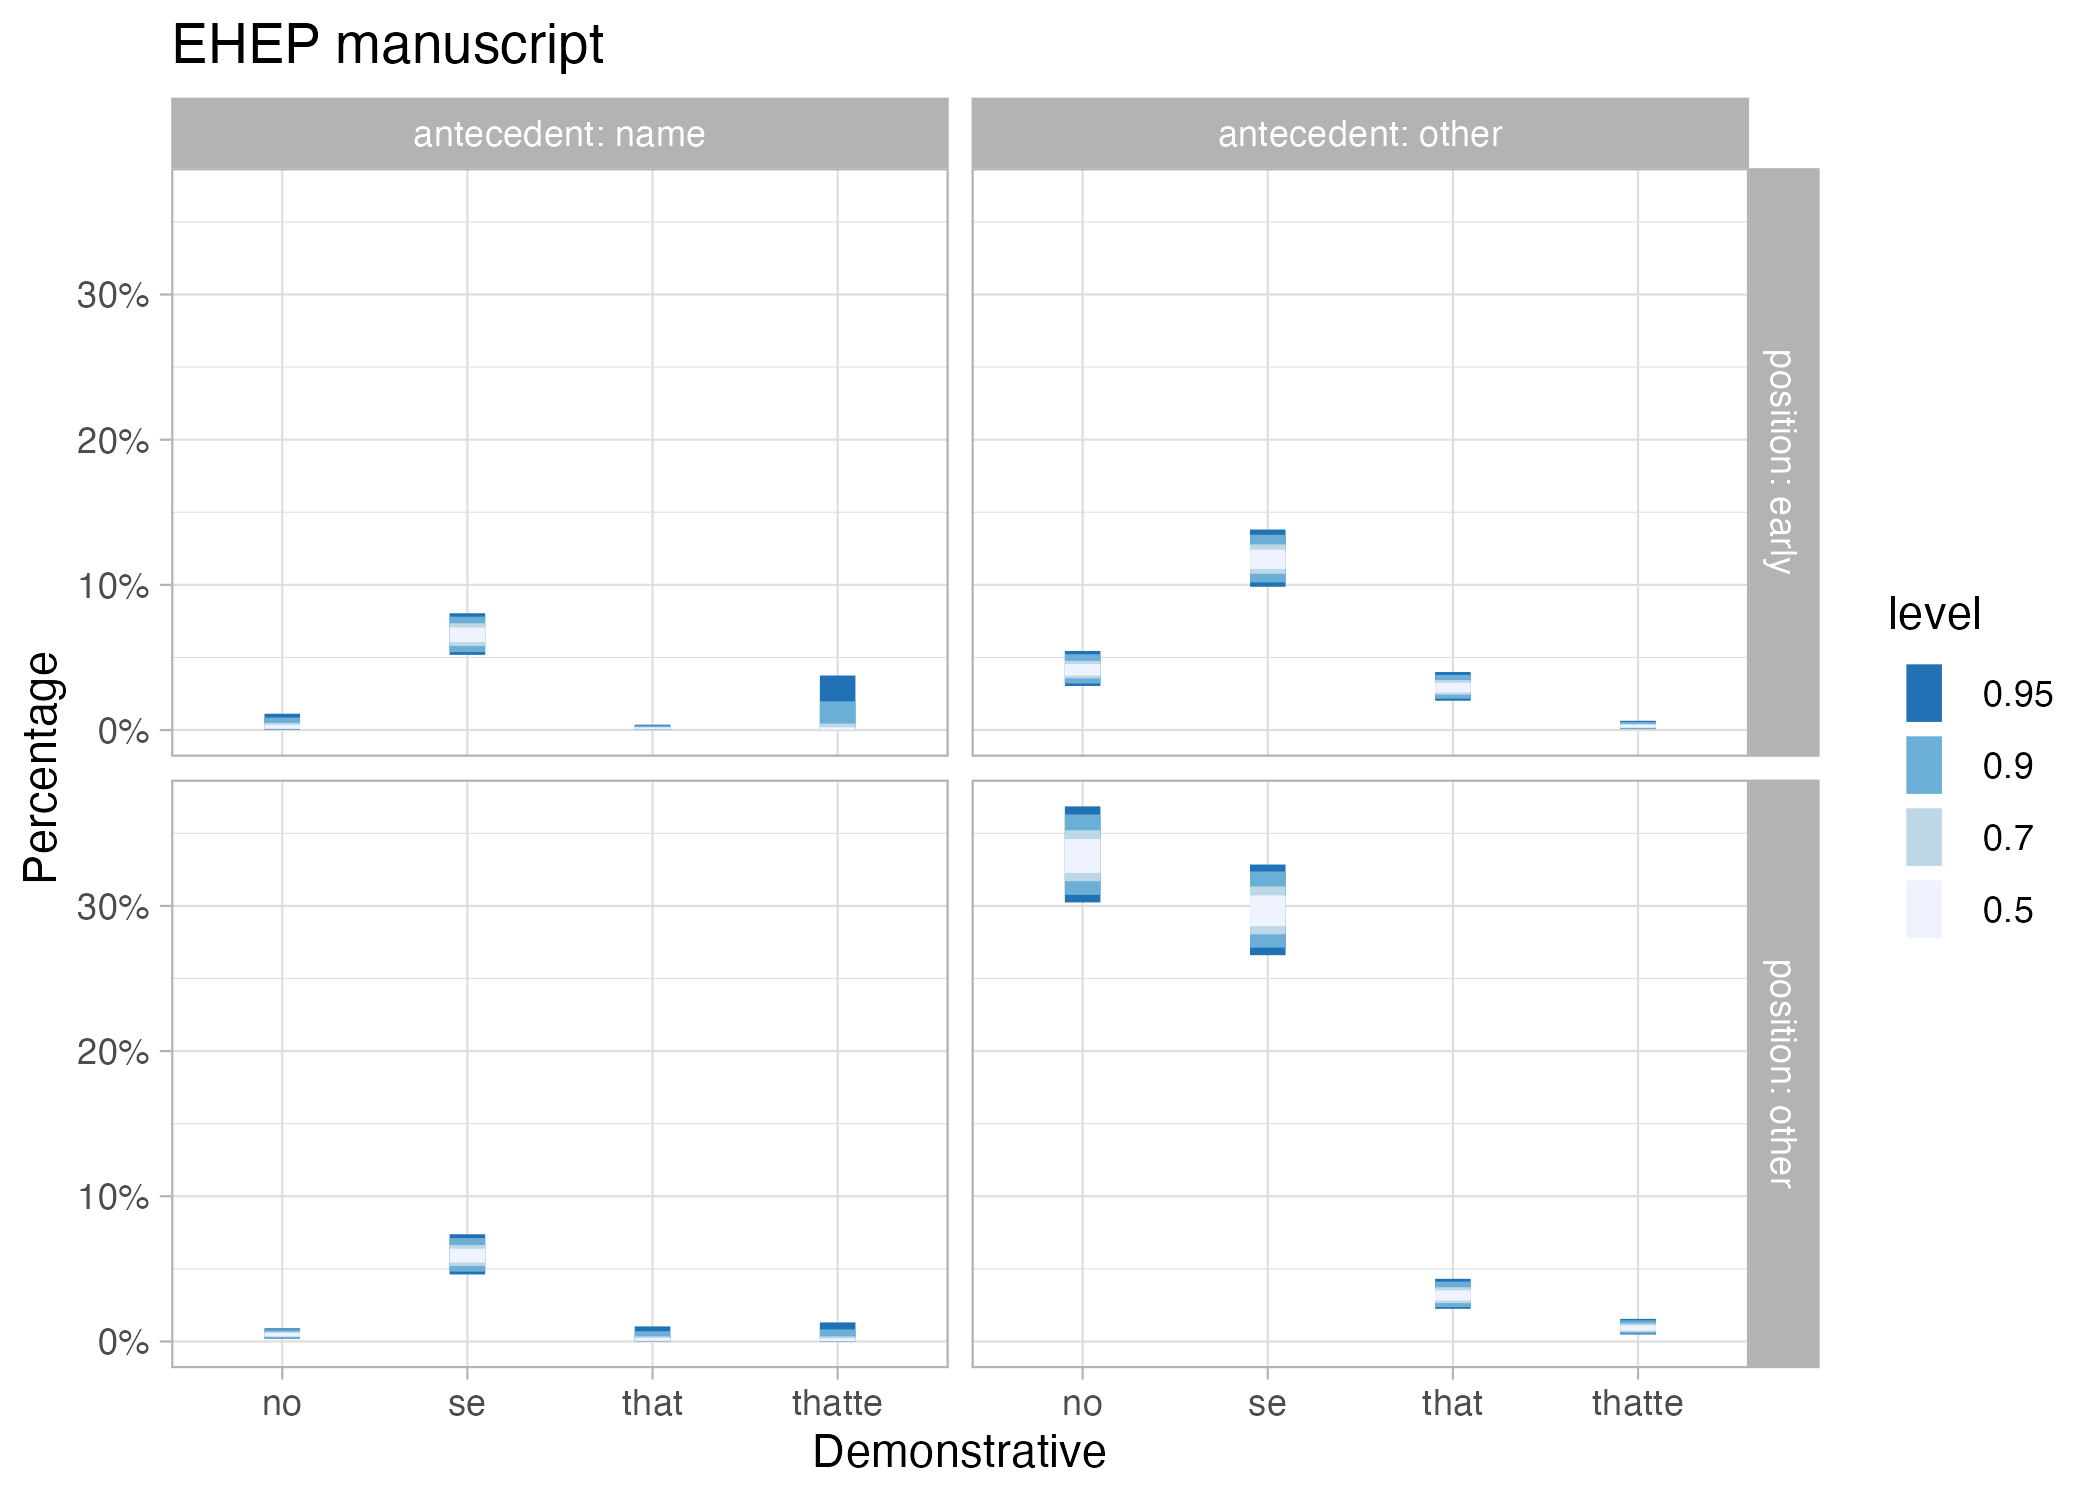 EHEP manuscript
antecedent: name
antecedent: other
30%
20%
10%
0%
position: early
30%
20%
10%
0%
position: other
no se that thatte
no se that thatte
Demonstrative
Percentage
level
0.95
0.9
0.7
0.5